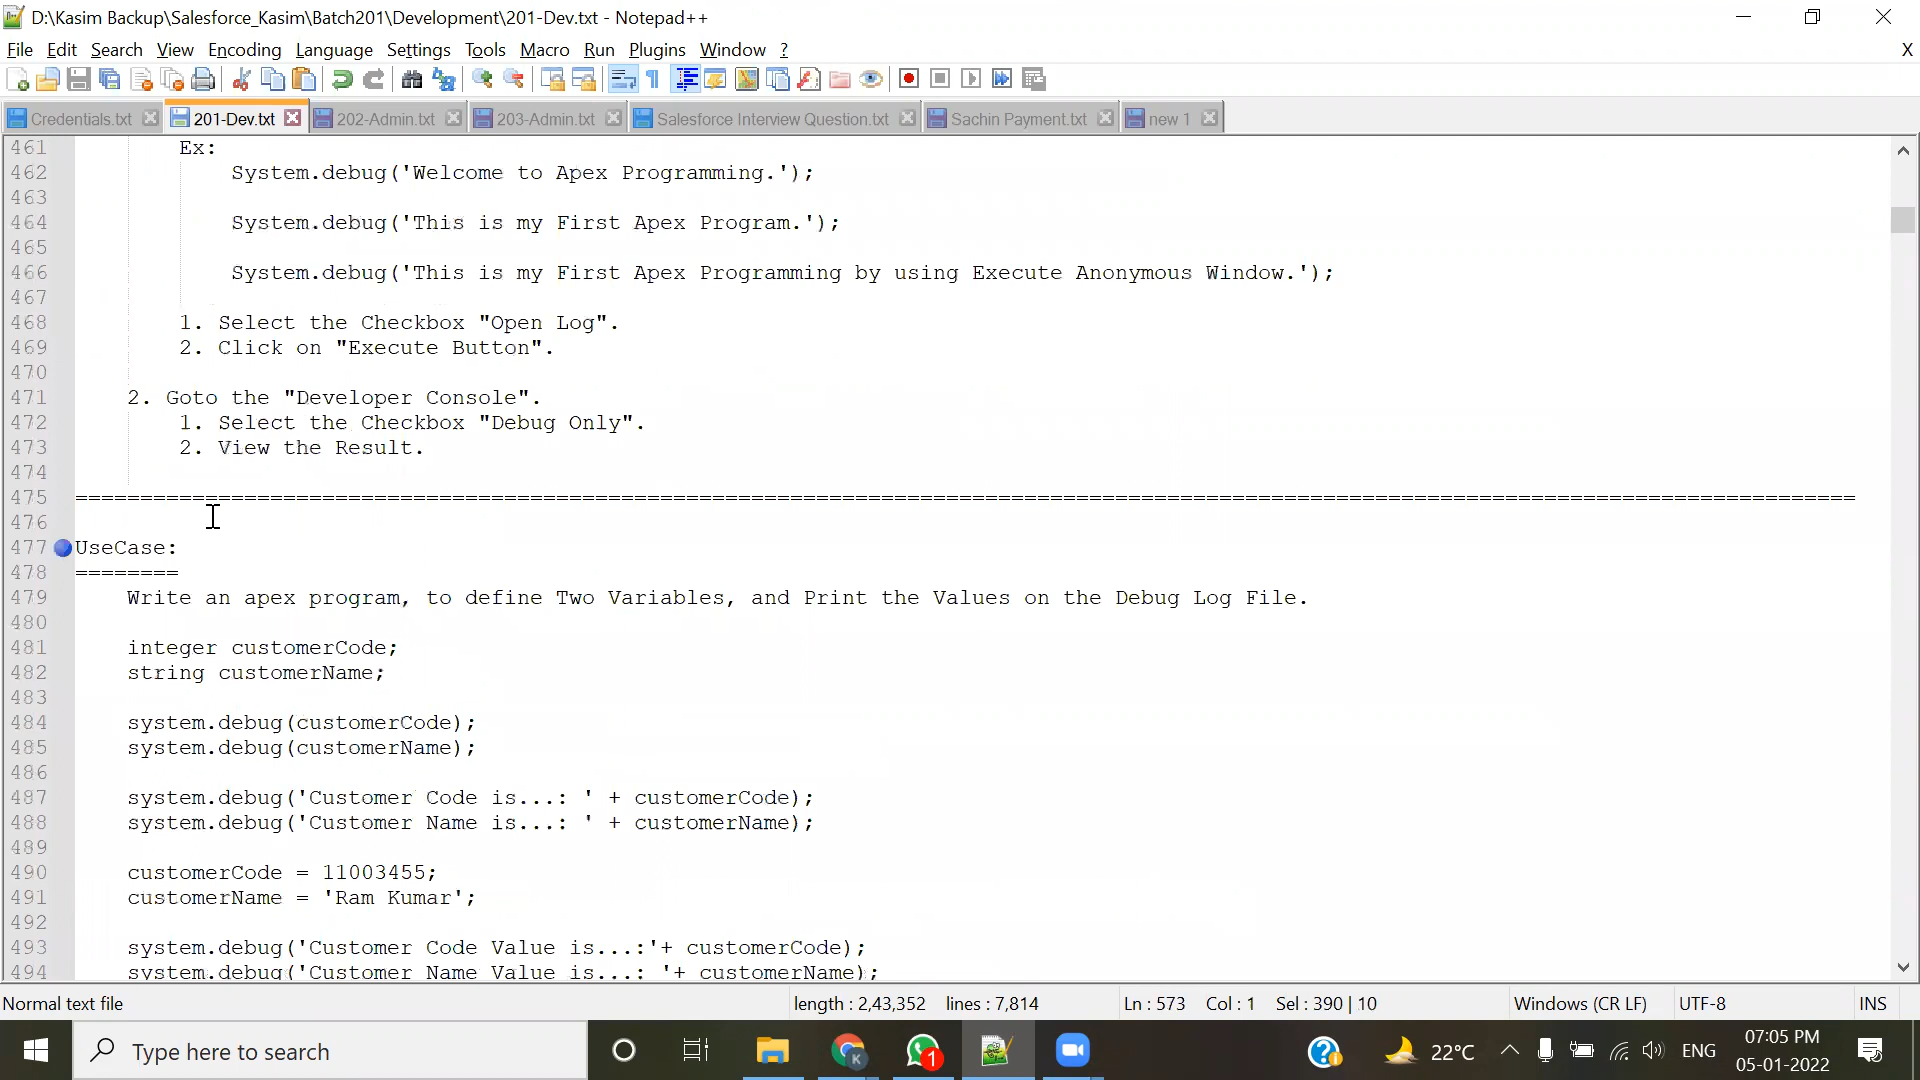 D:\Kasim Backup\Salesforce_Kasim\Batch201\Development\201-Dev.txt - Notepad++
File Edit Search View Encoding Language Settings Tools Macro Run Plugins Window ? X
Credentials.txt 201-Dev.txt 202-Admin.txt 203-Admin.txt Salesforce Interview Question.txt Sachin Payment.txt new 1
461 Ex:
462 System.debug('Welcome to Apex Programming.');
463
464 System.debug('This is my First Apex Program.');
465
466 System.debug('This is my First Apex Programming by using Execute Anonymous Window.');
467
468 1. Select the Checkbox "Open Log".
469 2. Click on "Execute Button".
470
471 2. Goto the "Developer Console".
472 1. Select the Checkbox "Debug Only".
473 2. View the Result.
474
475 =========================================================================================================================================
476
477 UseCase:
478 ========
479 Write an apex program, to define Two Variables, and Print the Values on the Debug Log File.
480
481 integer customerCode;
482 string customerName;
483
484 system.debug(customerCode);
485 system.debug(customerName);
486
487 system.debug('Customer Code is...: ' + customerCode);
488 system.debug('Customer Name is...: ' + customerName);
489
490 customerCode = 11003455;
491 customerName = 'Ram Kumar';
492
493 system.debug('Customer Code Value is...:'+ customerCode);
494 system.debug('Customer Name Value is...: '+ customerName);
Normal text file length : 2,43,352 lines : 7,814 Ln : 573 Col : 1 Sel : 390 | 10 Windows (CR LF) UTF-8 INS
Type here to search 1 22°C ENG 07:05 PM
05-01-2022